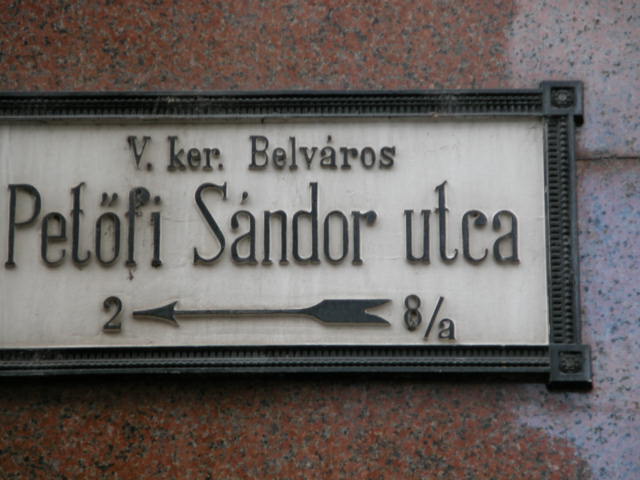 V. ker. Belváros
Petőfi Sándor utca
2 8/a